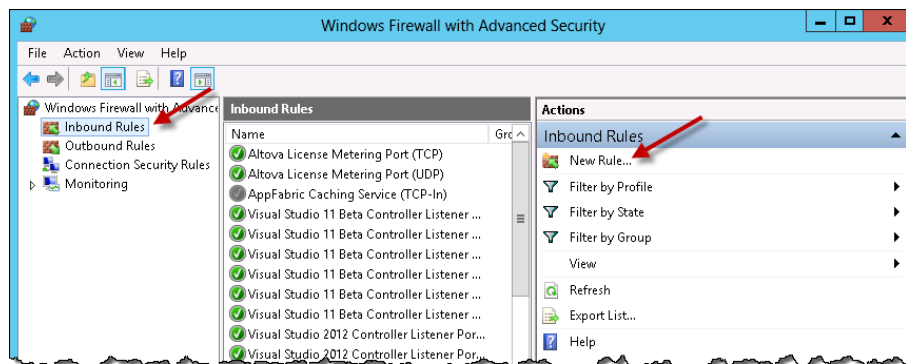 Windows Firewall with Advanced Security
File Action View Help
Windows Firewall with Advance
Inbound Rules
Outbound Rules
Connection Security Rules
Monitoring
Inbound Rules
Name Gro
Altova License Metering Port (TCP)
Altova License Metering Port (UDP)
AppFabric Caching Service (TCP-In)
Visual Studio 11 Beta Controller Listener ...
Visual Studio 11 Beta Controller Listener ...
Visual Studio 11 Beta Controller Listener ...
Visual Studio 11 Beta Controller Listener ...
Visual Studio 11 Beta Controller Listener ...
Visual Studio 11 Beta Controller Listener ...
Visual Studio 2012 Controller Listener Por...
Visual Studio 2012 Controller Listener Por...
Actions
Inbound Rules
New Rule...
Filter by Profile
Filter by State
Filter by Group
View
Refresh
Export List...
Help